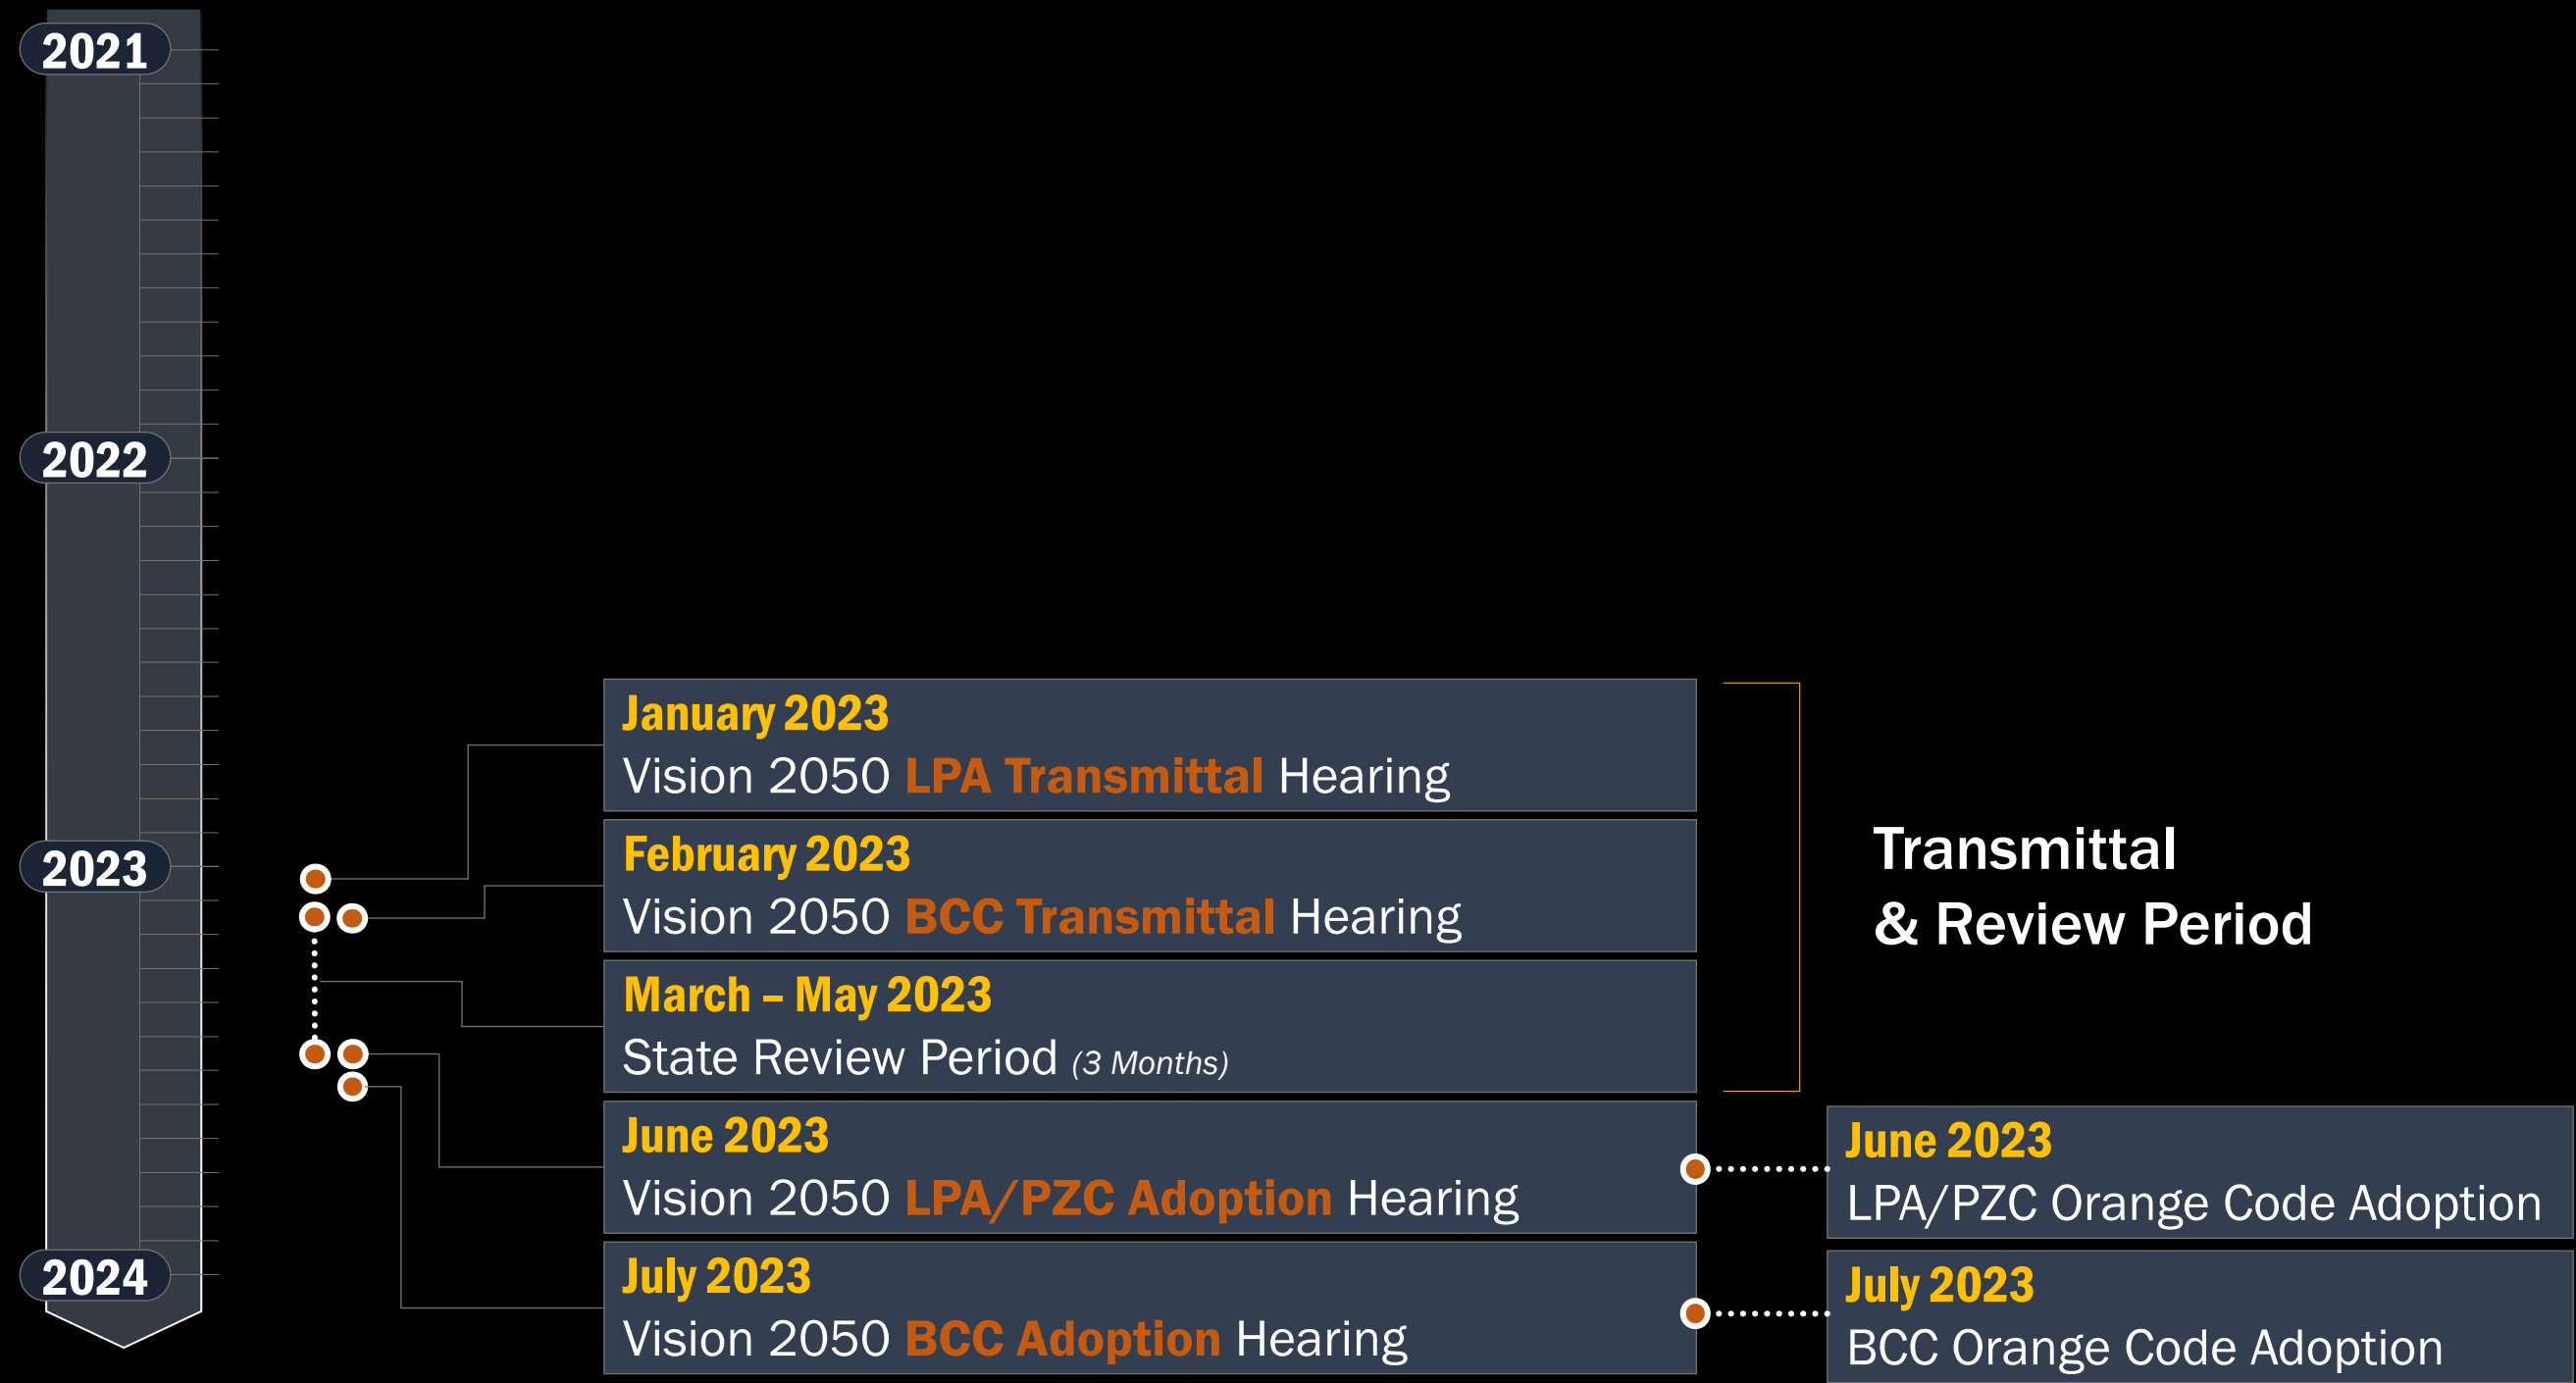 2021
2022
2023
2024
January 2023
Vision 2050 LPA Transmittal Hearing
February 2023
Vision 2050 BCC Transmittal Hearing
March – May 2023
State Review Period (3 Months)
Transmittal
& Review Period
June 2023
Vision 2050 LPA/PZC Adoption Hearing
July 2023
Vision 2050 BCC Adoption Hearing
June 2023
LPA/PZC Orange Code Adoption
July 2023
BCC Orange Code Adoption